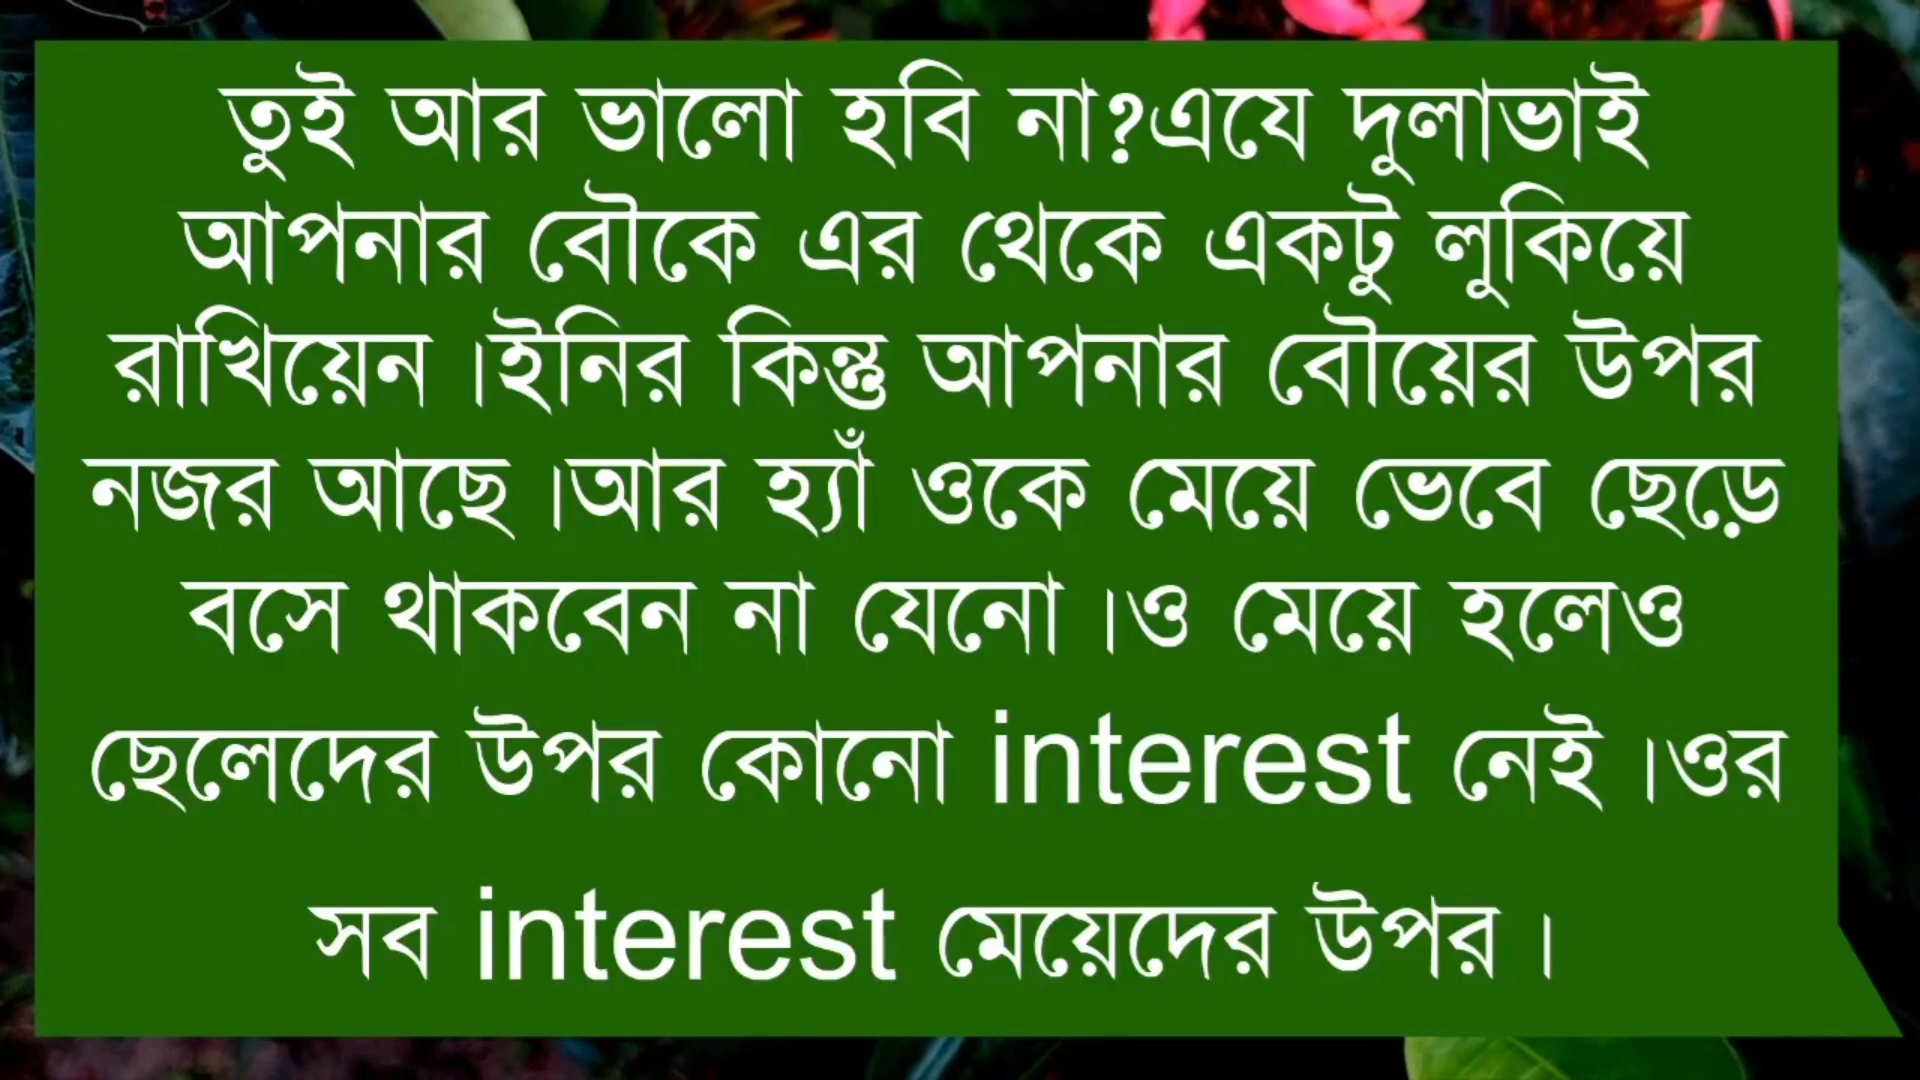 তুই আর ভালো হবি না?এযে দুলাভাই
আপনার বৌকে এর থেকে একটু লুকিয়ে
রাখিয়েন।ইনির কিন্তু আপনার বৌয়ের উপর
নজর আছে।আর হ্যাঁ ওকে মেয়ে ভেবে ছেড়ে
বসে থাকবেন না যেনো।ও মেয়ে হলেও
ছেলেদের উপর কোনো interest নেই।ওর
সব interest মেয়েদের উপর।